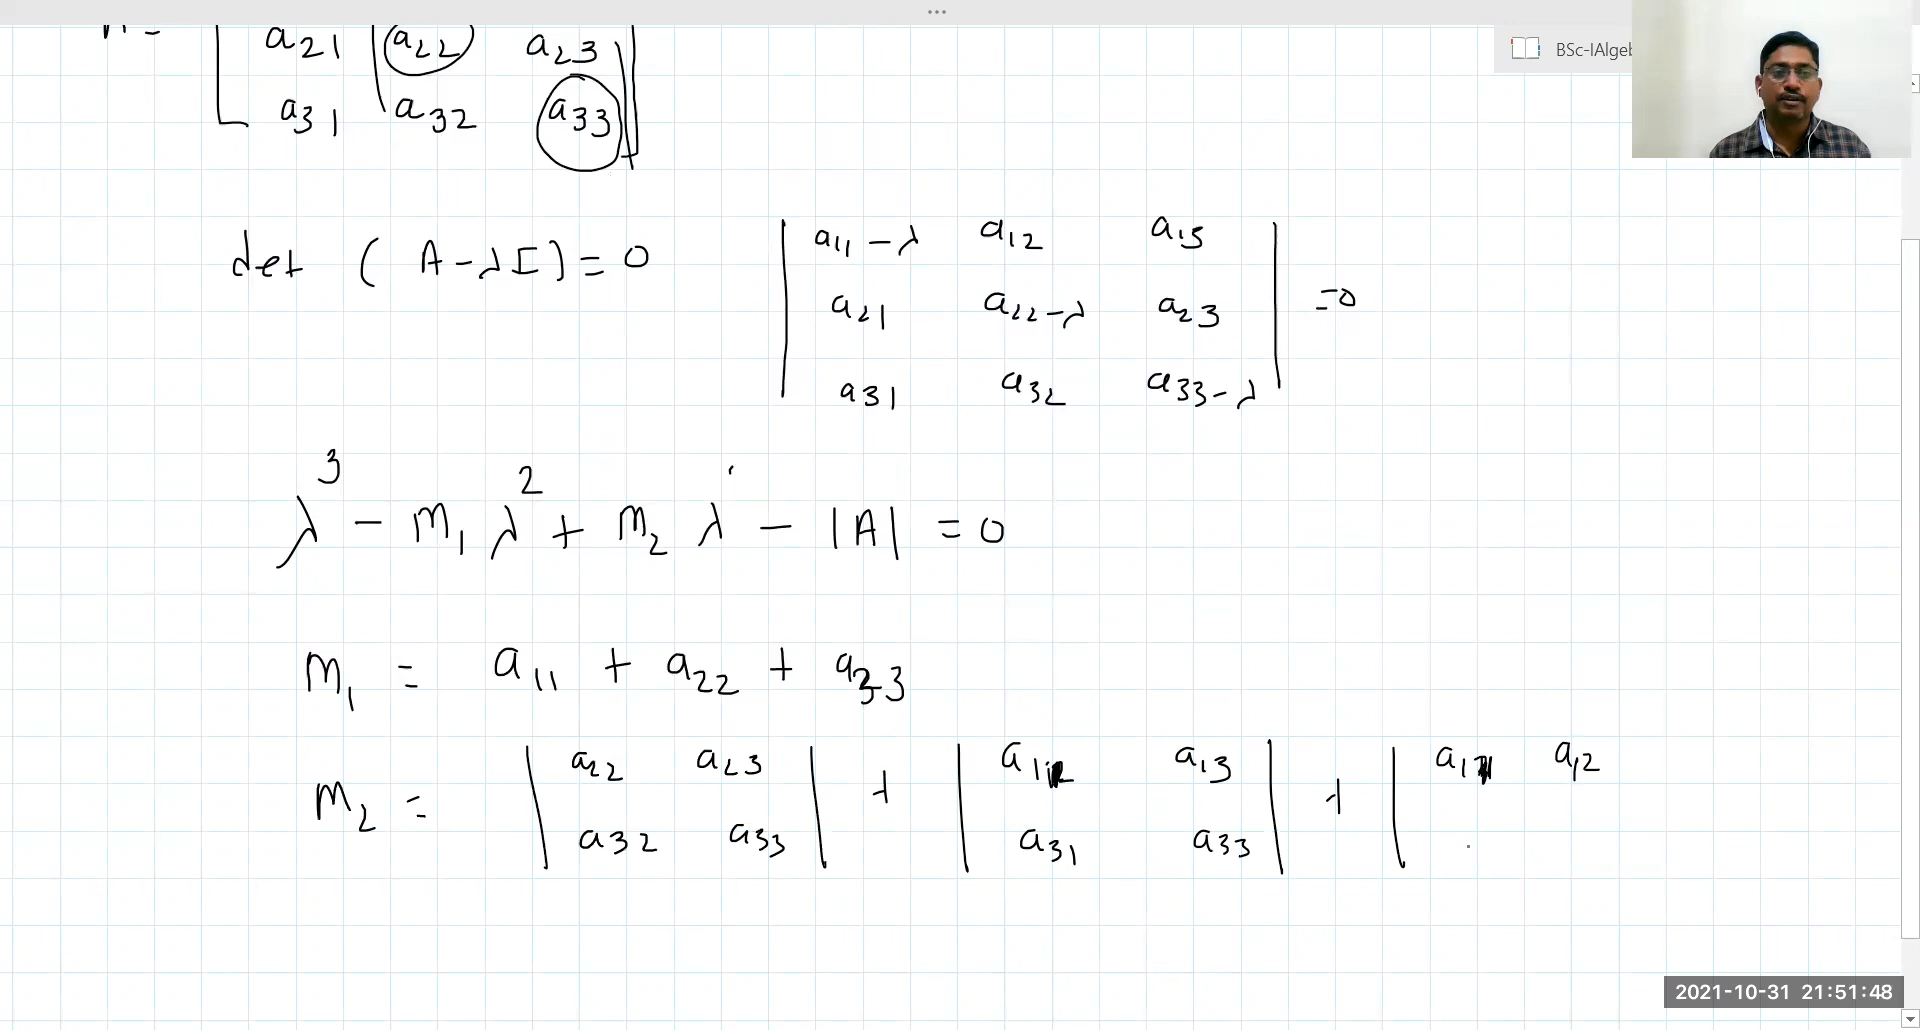 a21 a22 a23
a31 a32 a33
BSc-IAlgeb
det ( A - λI ) = 0
| a11 - λ a12 a13 |
| a21 a22 - λ a23 | = 0
| a31 a32 a33 - λ |
λ³ - M₁ λ² + M₂ λ - |A| = 0
M₁ = a11 + a22 + a33
M₂ = | a22 a23 | + | a11 a13 | + | a11 a12
| a32 a33 | | a31 a33 | |
2021-10-31 21:51:48